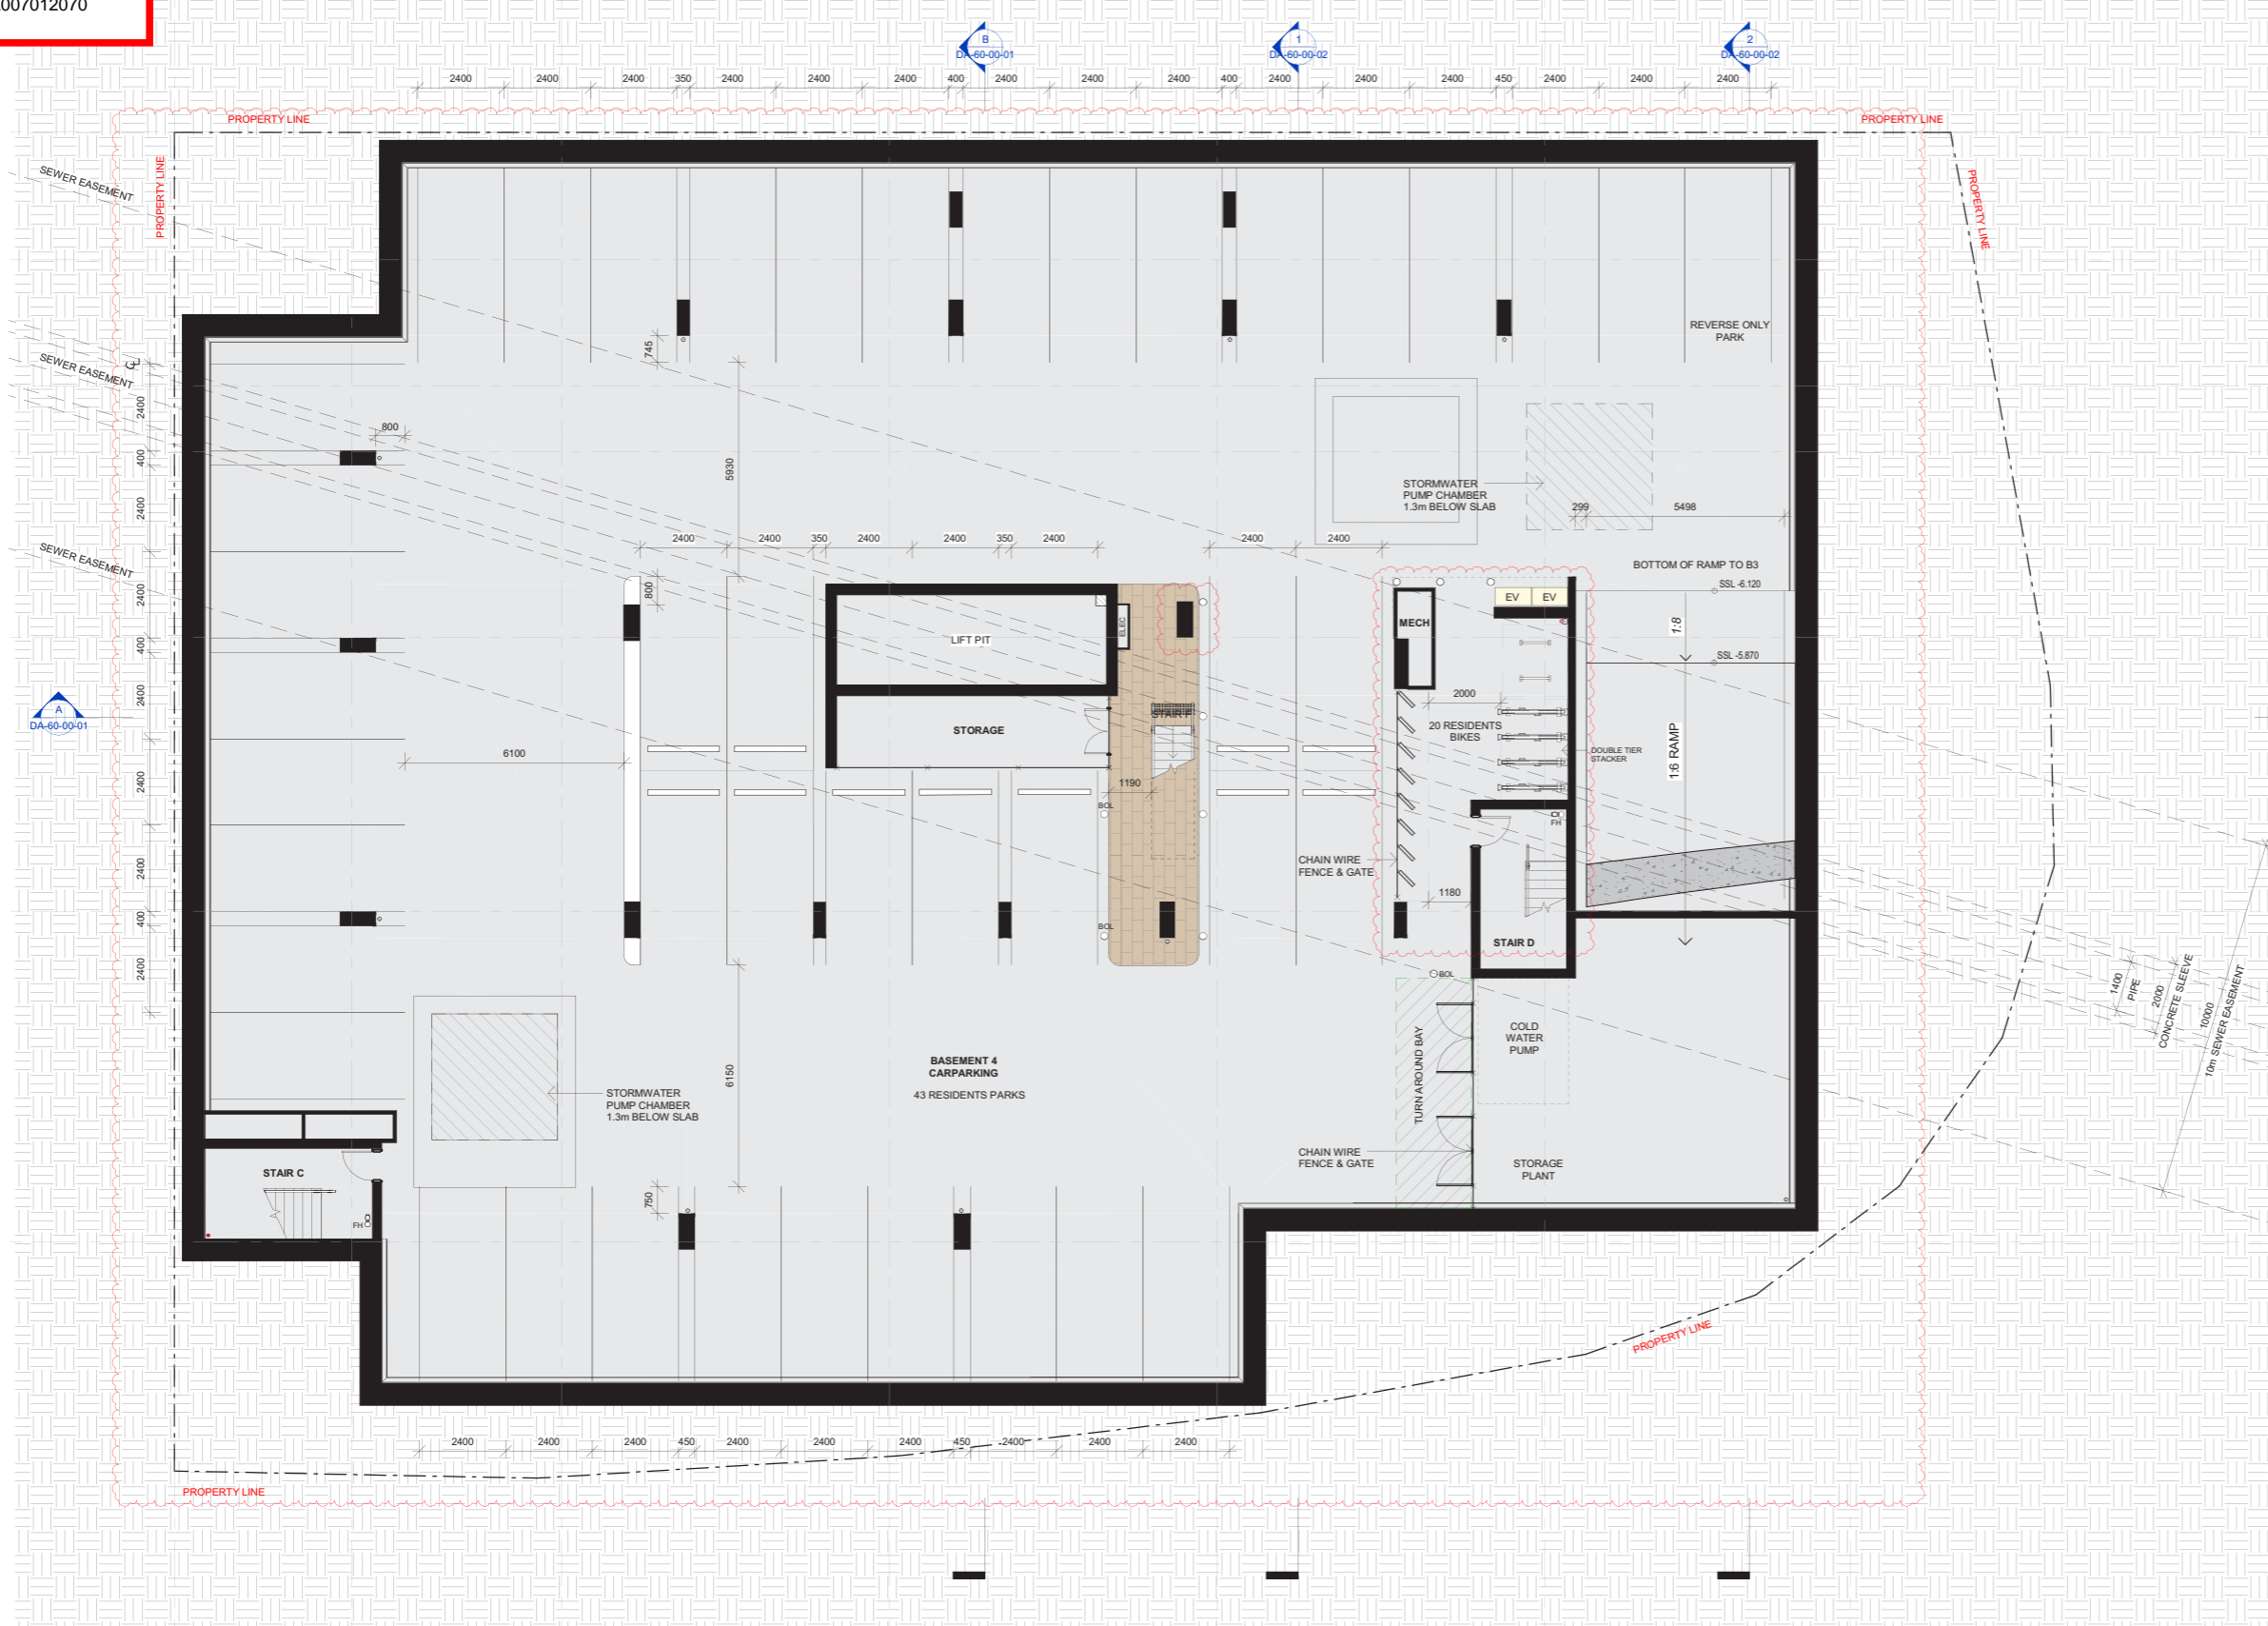 007012070
B
DA-60-00-01
1
DA-60-00-02
2
DA-60-00-02
2400 2400 2400 350 2400 2400 2400 400 2400 2400 2400 400 2400 2400 2400 450 2400 2400 2400
PROPERTY LINE
PROPERTY LINE
PROPERTY LINE
PROPERTY LINE
SEWER EASEMENT
SEWER EASEMENT
SEWER EASEMENT
REVERSE ONLY
PARK
745
2400
400
2400
2400
400
2400
2400
2400
400
2400
800
5930
STORMWATER
PUMP CHAMBER
1.3m BELOW SLAB
299 5498
2400 2400 350 2400 2400 350 2400 2400 2400
BOTTOM OF RAMP TO B3
SSL -6.120
800
EV EV
MECH
ELEC
LIFT PIT
1:8
SSL -5.870
A
DA-60-00-01
2000
STAIR F
STORAGE
20 RESIDENTS
BIKES
DOUBLE TIER
STACKER
1:6 RAMP
6100
1190
BOL
FH
CHAIN WIRE
FENCE & GATE
1180
BOL
STAIR D
BOL
1400
PIPE
2000
CONCRETE SLEEVE
10000
10m SEWER EASEMENT
COLD
WATER
PUMP
TURN AROUND BAY
BASEMENT 4
CARPARKING
43 RESIDENTS PARKS
6150
STORMWATER
PUMP CHAMBER
1.3m BELOW SLAB
CHAIN WIRE
FENCE & GATE
STORAGE
PLANT
STAIR C
FH
750
PROPERTY LINE
2400 2400 2400 450 2400 2400 2400 450 2400 2400 2400
PROPERTY LINE